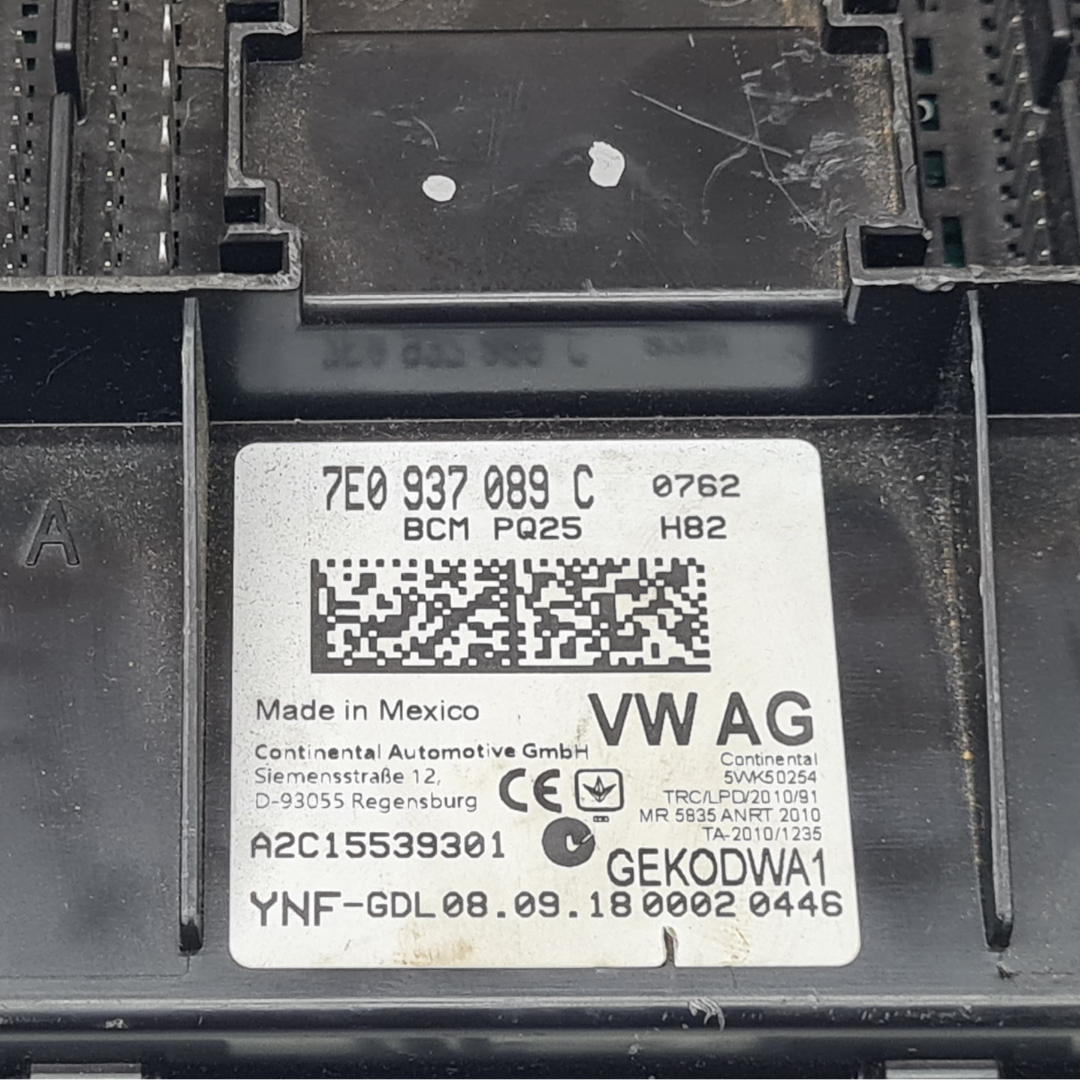 7E0 937 089 C 0762
BCM PQ25 H82
A
Made in Mexico
VW AG
Continental Automotive GmbH
Siemensstraße 12,
D-93055 Regensburg
CE
Continental
5WK50254
TRC/LPD/2010/91
MR 5835 ANRT 2010
TA-2010/1235
A2C15539301
GEKODWA1
YNF-GDL 08.09.18 0002 0446